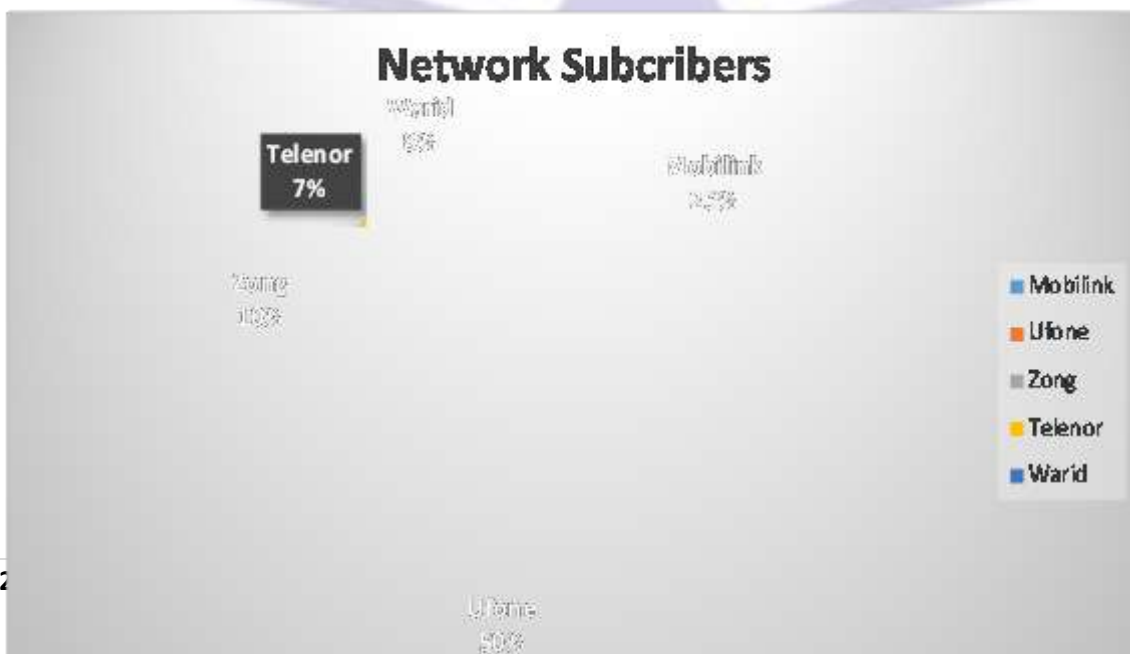 Network Subcribers
Warid
Telenor
7%
Mobilink
Zong
Ufone
50%
Mobilink
Ufone
Zong
Telenor
Warid
2